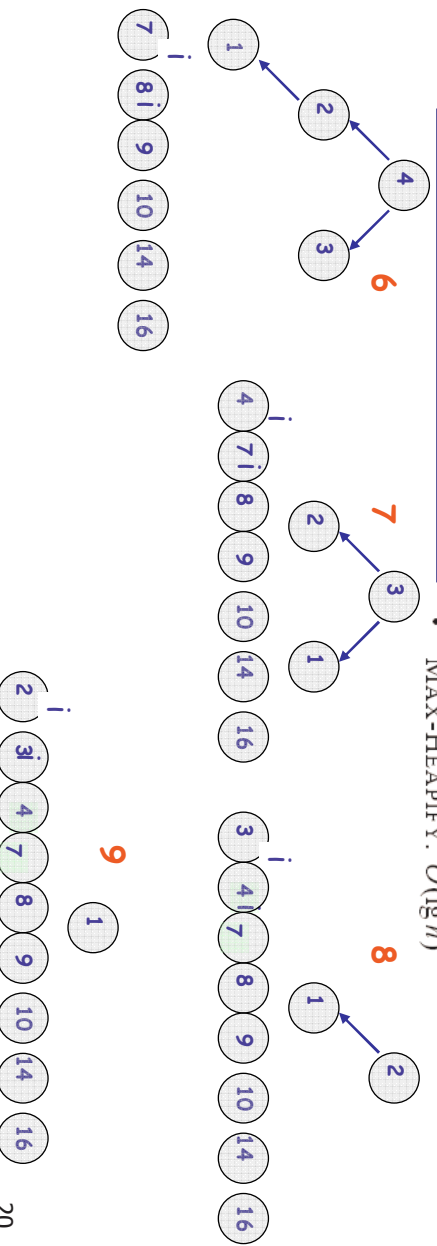 • MAX-HEAPIFY: O(lg n)
6
4
2 3
1
i
7 8 i 9 10 14 16
7
3
2 1
i
4 7 i 8 9 10 14 16
8
2
1
i
3 4 i 7 8 9 10 14 16
9
1
i
2 3 i 4 7 8 9 10 14 16
20